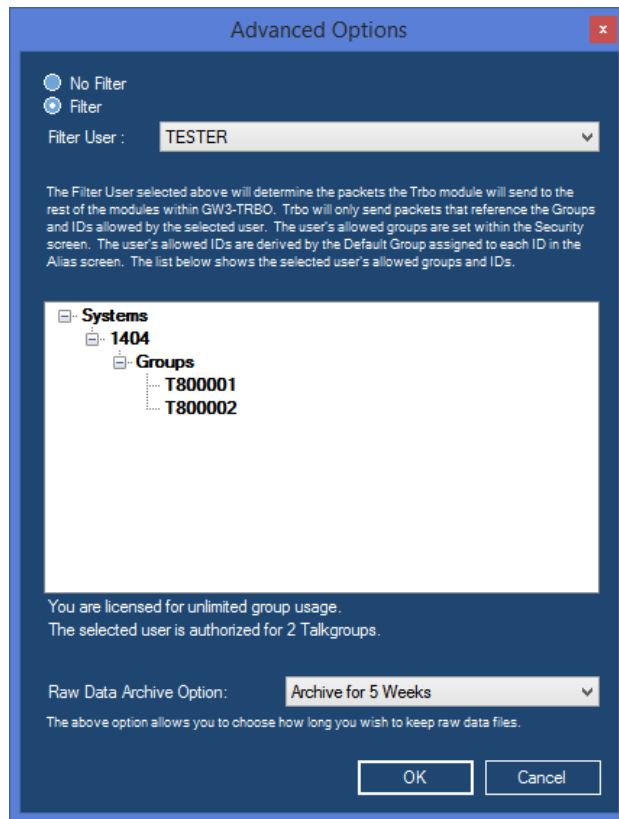 Advanced Options
x
No Filter
Filter
Filter User : TESTER
The Filter User selected above will determine the packets the Trbo module will send to the
rest of the modules within GW3-TRBO. Trbo will only send packets that reference the Groups
and IDs allowed by the selected user. The user's allowed groups are set within the Security
screen. The user's allowed IDs are derived by the Default Group assigned to each ID in the
Alias screen. The list below shows the selected user's allowed groups and IDs.
Systems
1404
Groups
T800001
T800002
You are licensed for unlimited group usage.
The selected user is authorized for 2 Talkgroups.
Raw Data Archive Option: Archive for 5 Weeks
The above option allows you to choose how long you wish to keep raw data files.
OK Cancel